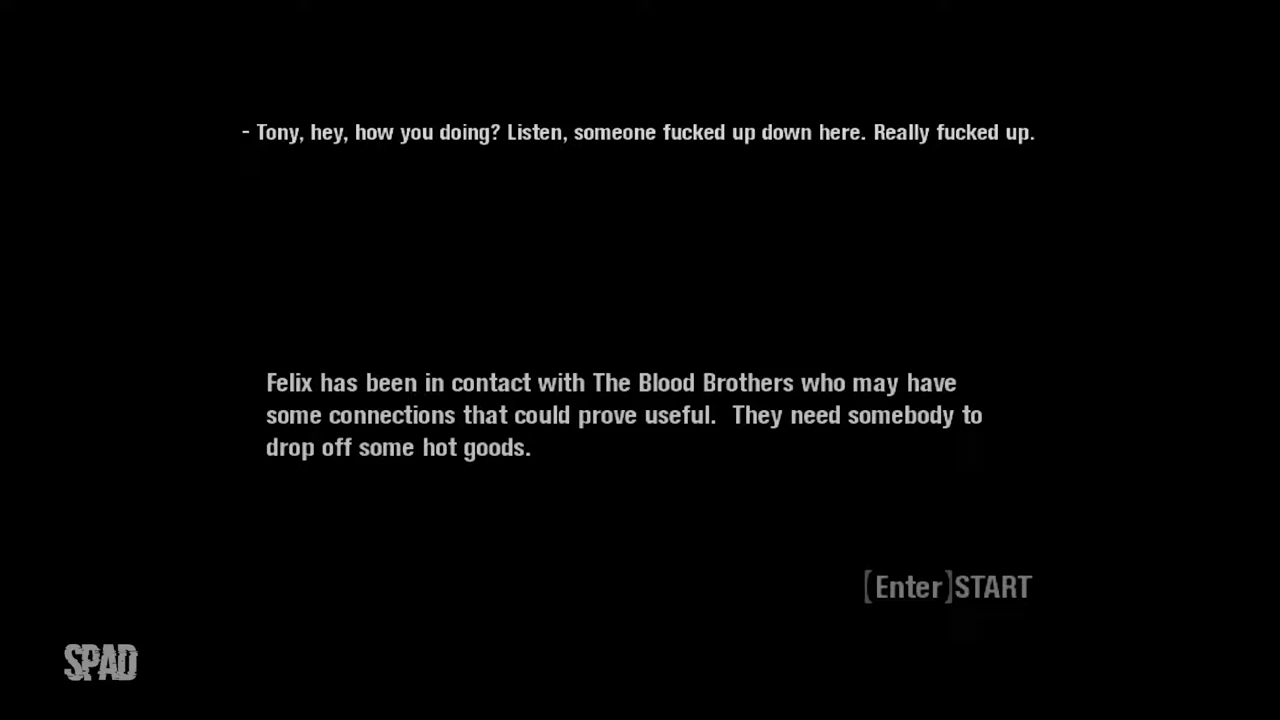 - Tony, hey, how you doing? Listen, someone fucked up down here. Really fucked up.
Felix has been in contact with The Blood Brothers who may have
some connections that could prove useful.  They need somebody to
drop off some hot goods.
[Enter]START
SPAD